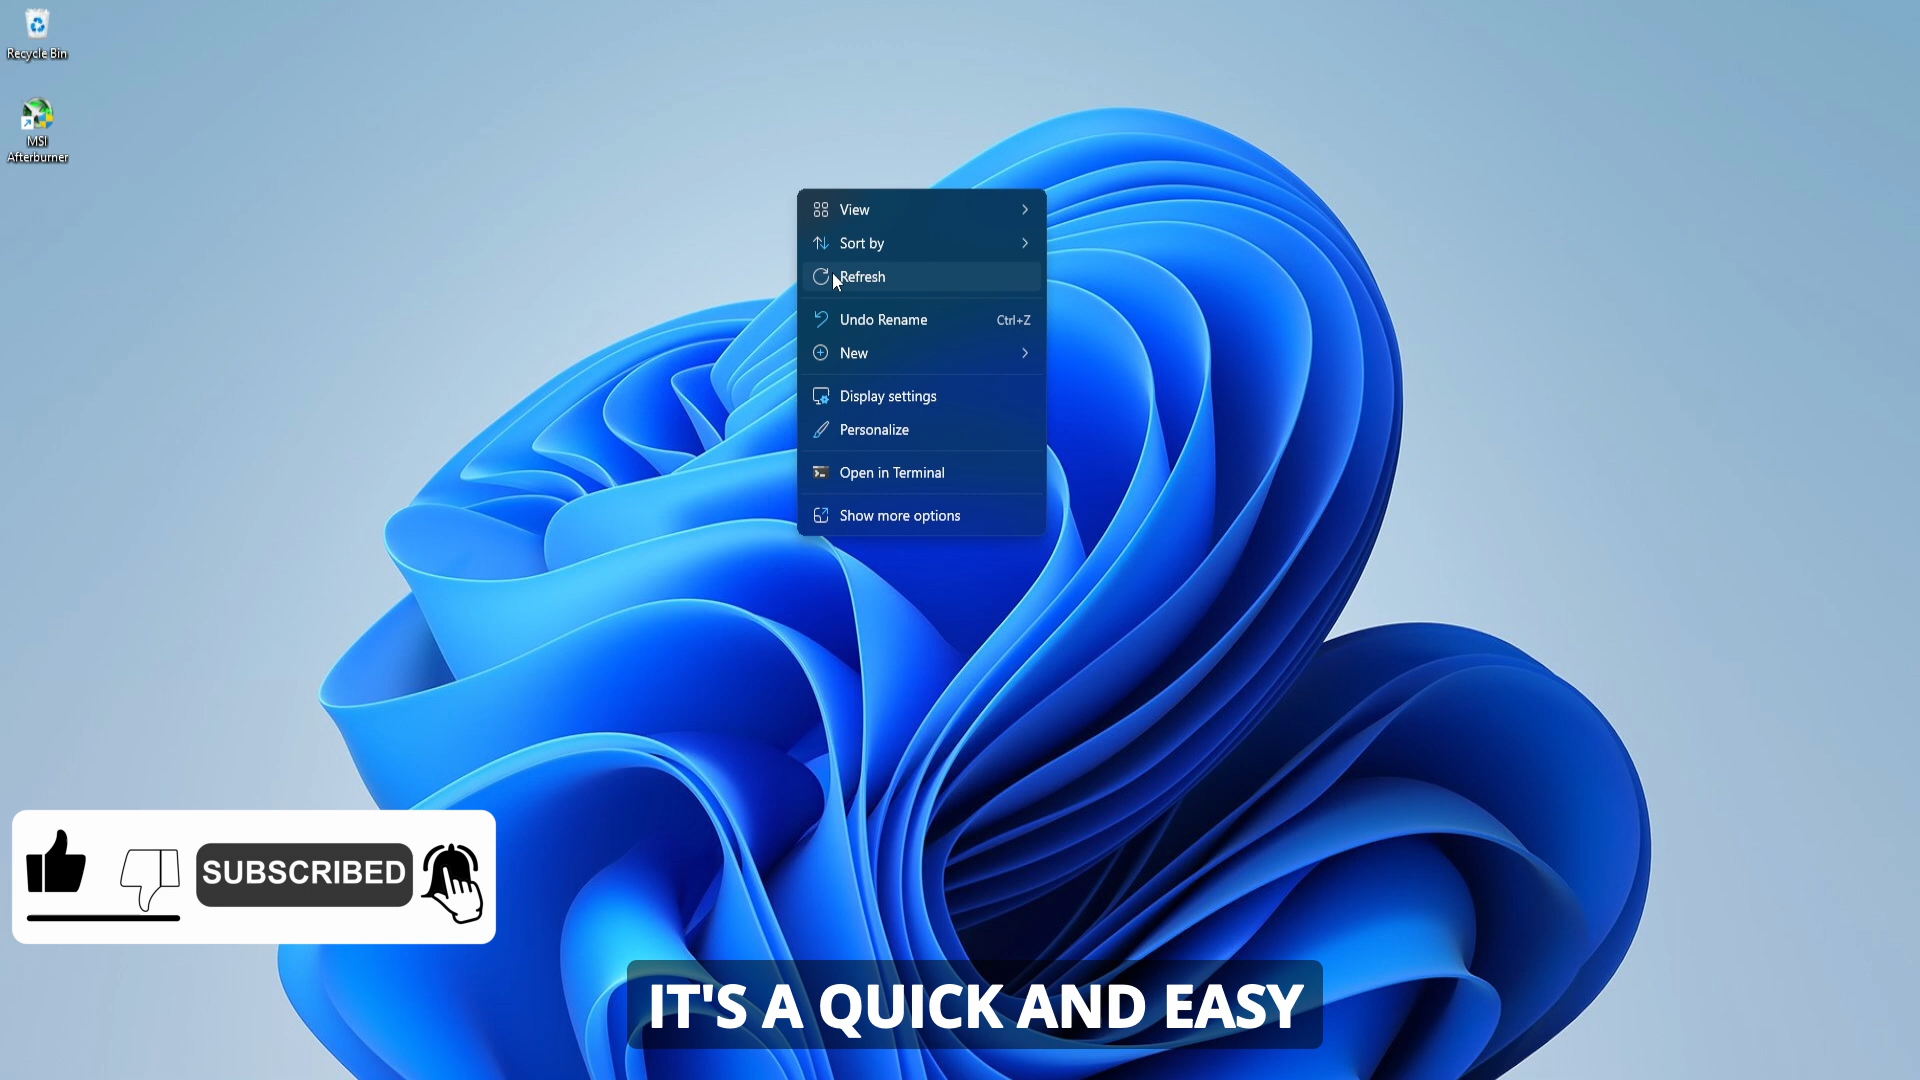 Recycle Bin
MSI
Afterburner
View
Sort by
Refresh
Undo Rename Ctrl+Z
New
Display settings
Personalize
Open in Terminal
Show more options
SUBSCRIBED
IT'S A QUICK AND EASY